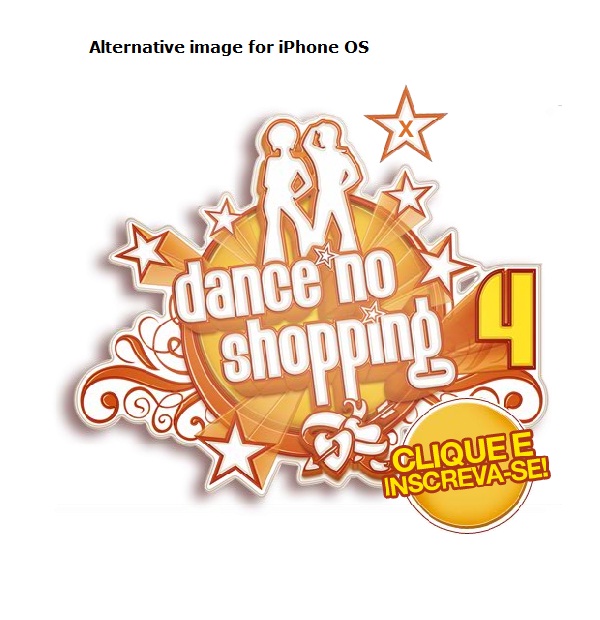 Alternative image for iPhone OS
X
dance no
shopping
4
CLIQUE E
INSCREVA-SE!